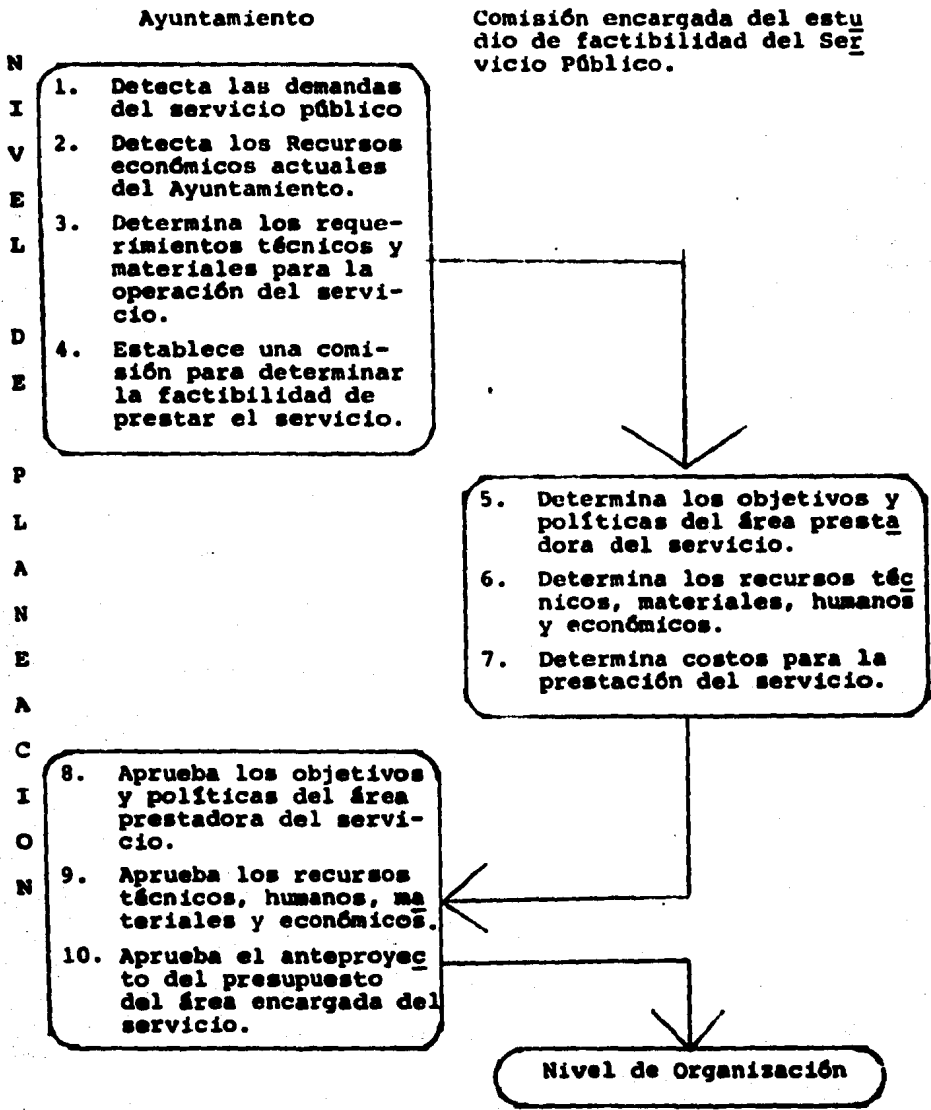 Ayuntamiento
Comisión encargada del estu
dio de factibilidad del Ser
vicio Público.
NIVEL DE PLANEACION
1. Detecta las demandas
del servicio público
2. Detecta los Recursos
económicos actuales
del Ayuntamiento.
3. Determina los reque-
rimientos técnicos y
materiales para la
operación del servi-
cio.
4. Establece una comi-
sión para determinar
la factibilidad de
prestar el servicio.
5. Determina los objetivos y
políticas del área presta
dora del servicio.
6. Determina los recursos téc
nicos, materiales, humanos
y económicos.
7. Determina costos para la
prestación del servicio.
8. Aprueba los objetivos
y políticas del área
prestadora del servi-
cio.
9. Aprueba los recursos
técnicos, humanos, ma
teriales y económicos.
10. Aprueba el anteproyec
to del presupuesto
del área encargada del
servicio.
Nivel de Organisación